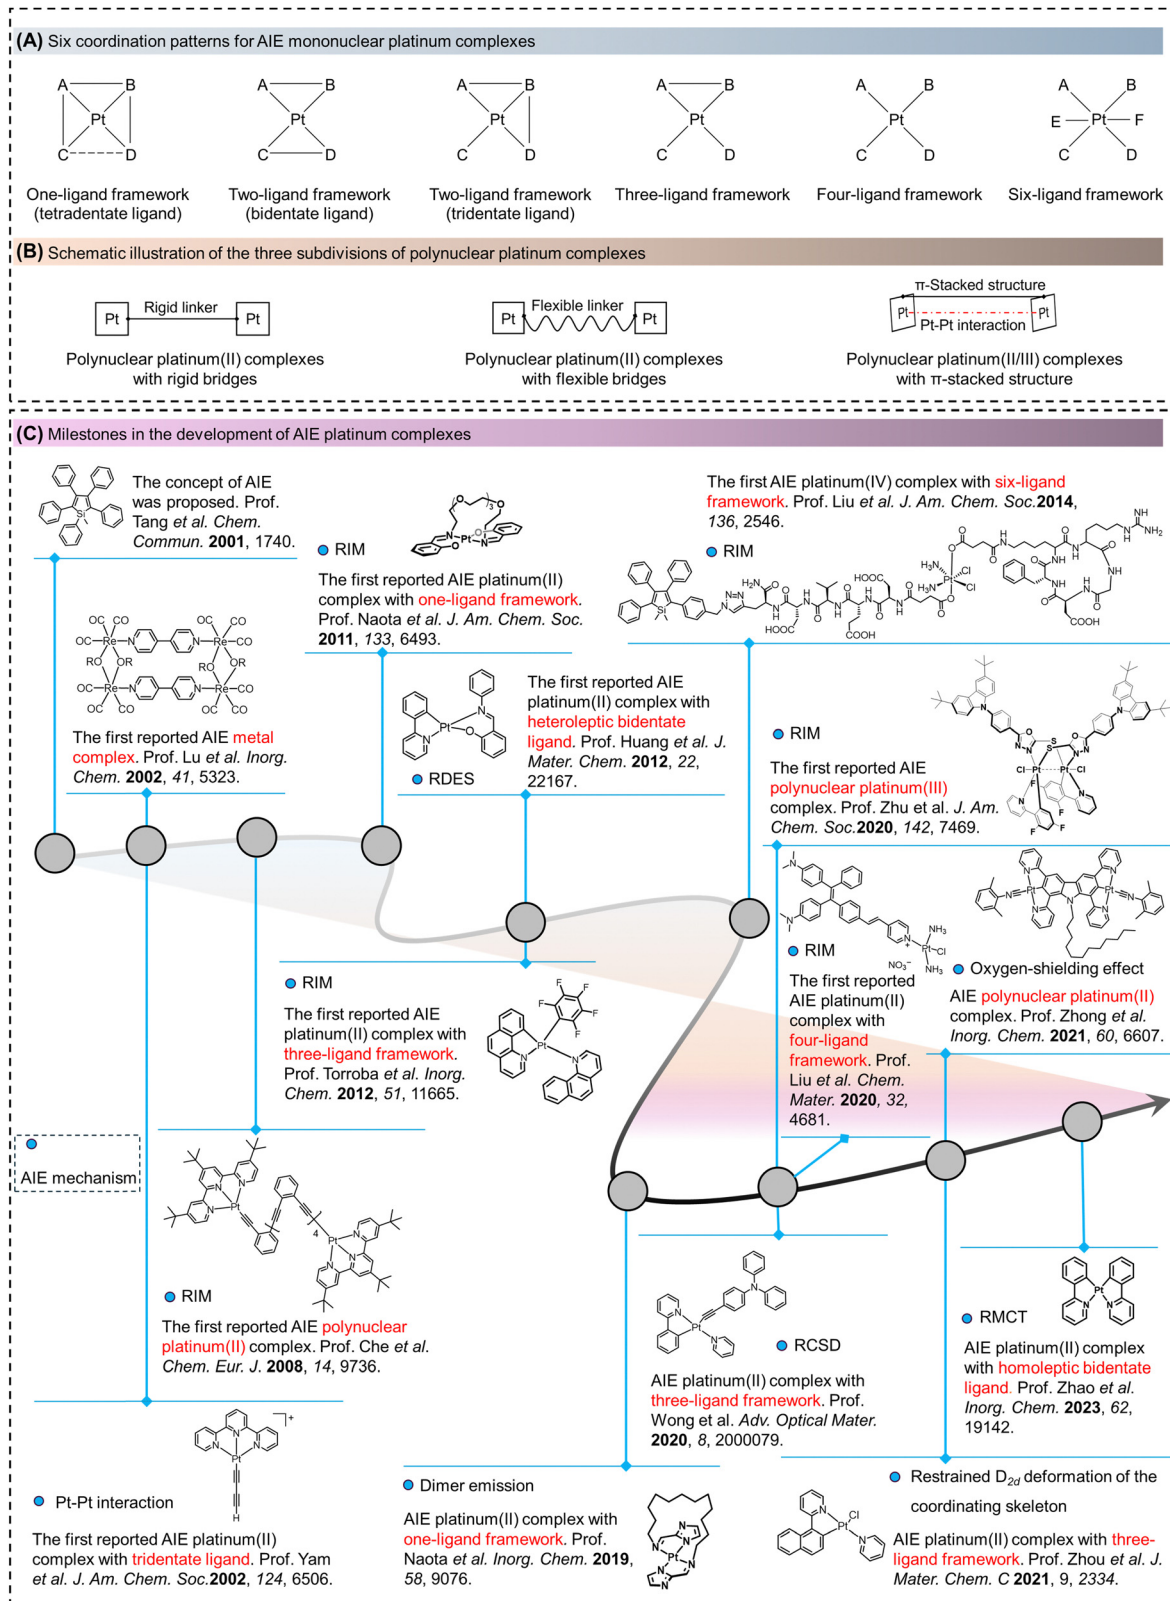 (A) Six coordination patterns for AIE mononuclear platinum complexes
A B Pt C D
A B Pt C D
A B Pt C D
A B Pt C D
A B Pt C D
A B E Pt F C D
One-ligand framework
(tetradentate ligand)
Two-ligand framework
(bidentate ligand)
Two-ligand framework
(tridentate ligand)
Three-ligand framework
Four-ligand framework
Six-ligand framework
(B) Schematic illustration of the three subdivisions of polynuclear platinum complexes
Pt Rigid linker Pt
Polynuclear platinum(II) complexes
with rigid bridges
Pt Flexible linker Pt
Polynuclear platinum(II) complexes
with flexible bridges
π-Stacked structure
Pt Pt
Pt-Pt interaction
Polynuclear platinum(II/III) complexes
with π-stacked structure
(C) Milestones in the development of AIE platinum complexes
The concept of AIE
was proposed. Prof.
Tang et al. Chem.
Commun. 2001, 1740.
RIM
The first reported AIE platinum(II)
complex with one-ligand framework.
Prof. Naota et al. J. Am. Chem. Soc.
2011, 133, 6493.
The first AIE platinum(IV) complex with six-ligand
framework. Prof. Liu et al. J. Am. Chem. Soc.2014,
136, 2546.
RIM
The first reported AIE metal
complex. Prof. Lu et al. Inorg.
Chem. 2002, 41, 5323.
The first reported AIE
platinum(II) complex with
heteroleptic bidentate
ligand. Prof. Huang et al. J.
Mater. Chem. 2012, 22,
22167.
RDES
RIM
The first reported AIE
polynuclear platinum(III)
complex. Prof. Zhu et al. J. Am.
Chem. Soc.2020, 142, 7469.
RIM
The first reported AIE
platinum(II) complex with
three-ligand framework.
Prof. Torroba et al. Inorg.
Chem. 2012, 51, 11665.
RIM
The first reported
AIE platinum(II)
complex with
four-ligand
framework. Prof.
Liu et al. Chem.
Mater. 2020, 32,
4681.
Oxygen-shielding effect
AIE polynuclear platinum(II)
complex. Prof. Zhong et al.
Inorg. Chem. 2021, 60, 6607.
AIE mechanism
RIM
The first reported AIE polynuclear
platinum(II) complex. Prof. Che et al.
Chem. Eur. J. 2008, 14, 9736.
RCSD
AIE platinum(II) complex with
three-ligand framework. Prof.
Wong et al. Adv. Optical Mater.
2020, 8, 2000079.
RMCT
AIE platinum(II) complex
with homoleptic bidentate
ligand. Prof. Zhao et al.
Inorg. Chem. 2023, 62,
19142.
Pt-Pt interaction
The first reported AIE platinum(II)
complex with tridentate ligand. Prof. Yam
et al. J. Am. Chem. Soc.2002, 124, 6506.
Dimer emission
AIE platinum(II) complex with
one-ligand framework. Prof.
Naota et al. Inorg. Chem. 2019,
58, 9076.
Restrained D2d deformation of the
coordinating skeleton
AIE platinum(II) complex with three-
ligand framework. Prof. Zhou et al. J.
Mater. Chem. C 2021, 9, 2334.